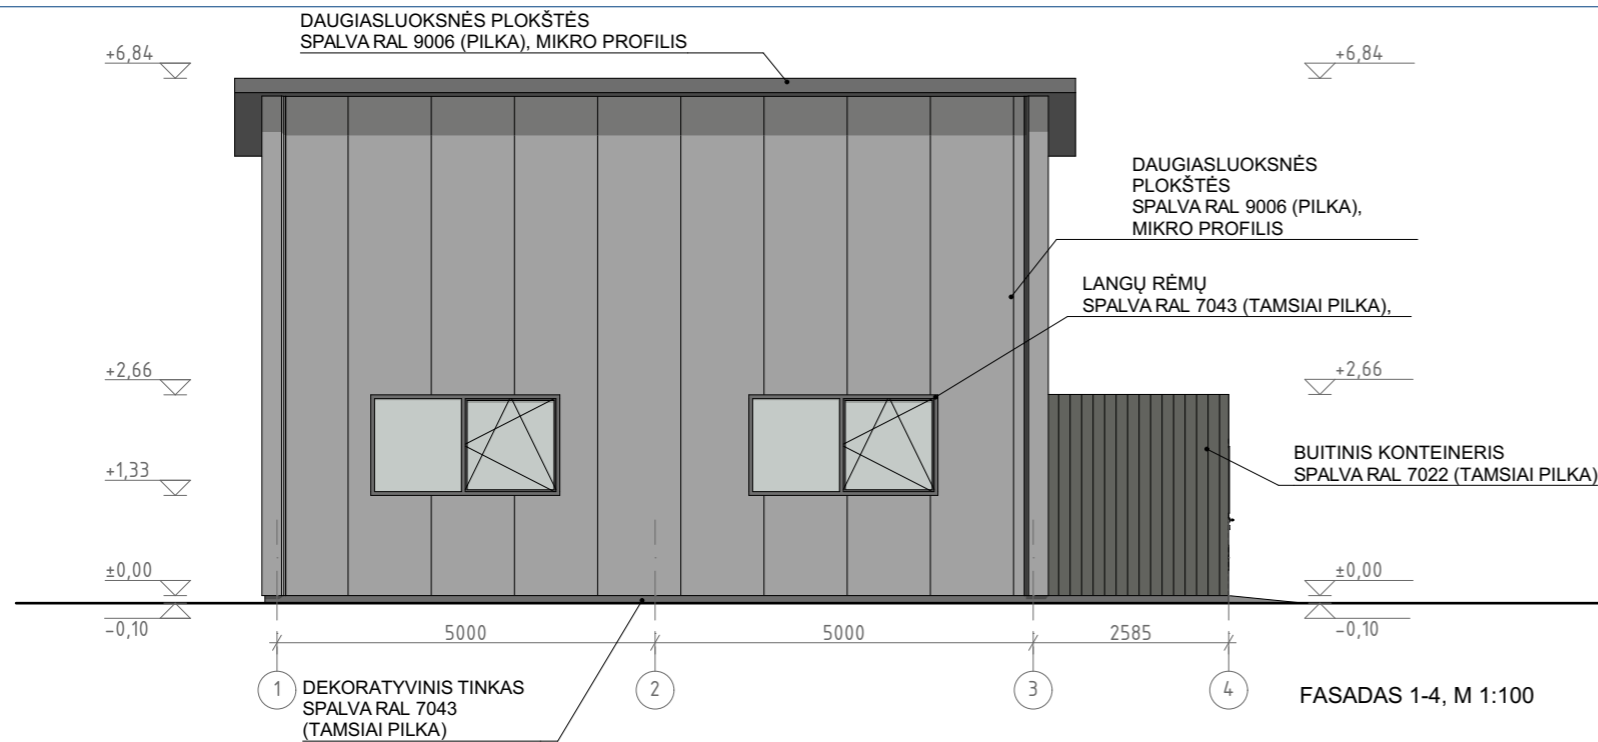 DAUGIASLUOKSNĖS PLOKŠTĖS
SPALVA RAL 9006 (PILKA), MIKRO PROFILIS
+6,84
+6,84
DAUGIASLUOKSNĖS
PLOKŠTĖS
SPALVA RAL 9006 (PILKA),
MIKRO PROFILIS
LANGŲ RĖMŲ
SPALVA RAL 7043 (TAMSIAI PILKA),
+2,66
+2,66
BUITINIS KONTEINERIS
SPALVA RAL 7022 (TAMSIAI PILKA)
+1,33
±0,00
±0,00
-0,10
-0,10
5000
5000
2585
1
2
3
4
DEKORATYVINIS TINKAS
SPALVA RAL 7043
(TAMSIAI PILKA)
FASADAS 1-4, M 1:100